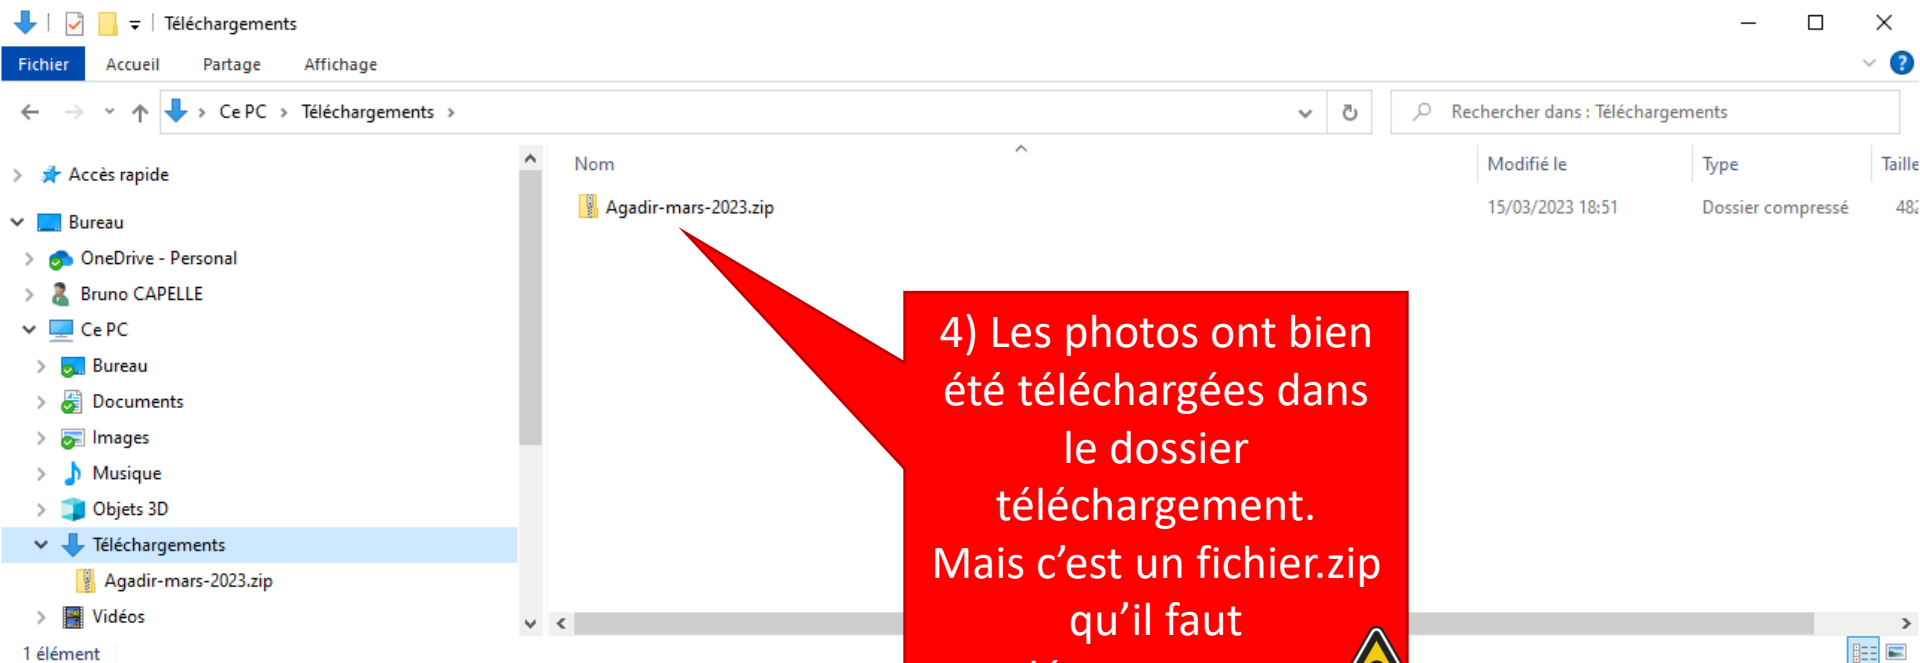 Téléchargements
Fichier Accueil Partage Affichage
Ce PC Téléchargements
Rechercher dans : Téléchargements
Nom Modifié le Type Taille
Accès rapide
Agadir-mars-2023.zip 15/03/2023 18:51 Dossier compressé 482
Bureau
OneDrive - Personal
Bruno CAPELLE
Ce PC
Bureau
Documents
Images
Musique
Objets 3D
Téléchargements
Agadir-mars-2023.zip
Vidéos
1 élément
4) Les photos ont bien
été téléchargées dans
le dossier
téléchargement.
Mais c’est un fichier.zip
qu’il faut